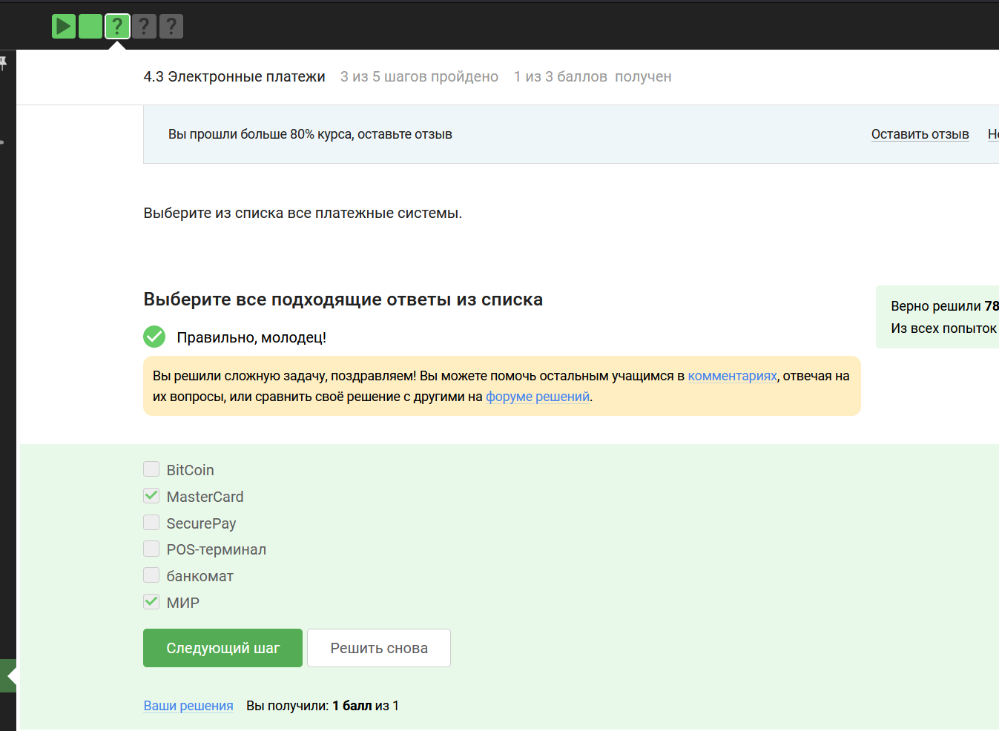 ? ? ?
4.3 Электронные платежи 3 из 5 шагов пройдено 1 из 3 баллов получен
Вы прошли больше 80% курса, оставьте отзыв Оставить отзыв
Выберите из списка все платежные системы.
Выберите все подходящие ответы из списка
Верно решили 78
Из всех попыток
Правильно, молодец!
Вы решили сложную задачу, поздравляем! Вы можете помочь остальным учащимся в комментариях, отвечая на
их вопросы, или сравнить своё решение с другими на форуме решений.
BitCoin
MasterCard
SecurePay
POS-терминал
банкомат
МИР
Следующий шаг Решить снова
Ваши решения Вы получили: 1 балл из 1